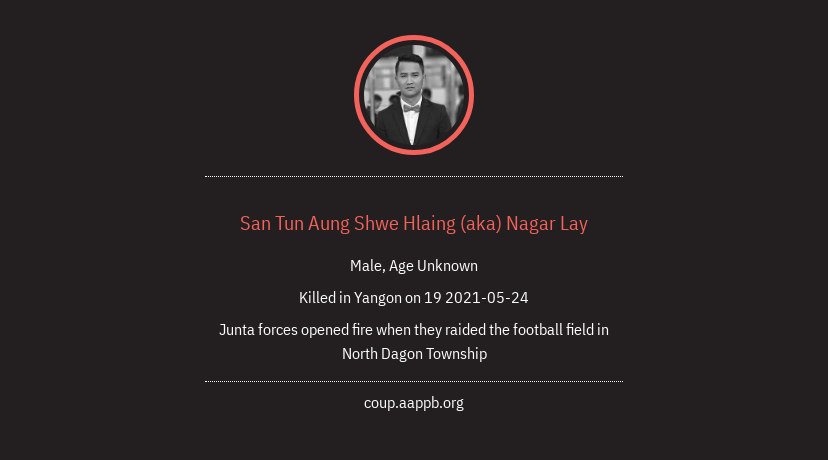 San Tun Aung Shwe Hlaing (aka) Nagar Lay
Male, Age Unknown
Killed in Yangon on 19 2021-05-24
Junta forces opened fire when they raided the football field in
North Dagon Township
coup.aappb.org